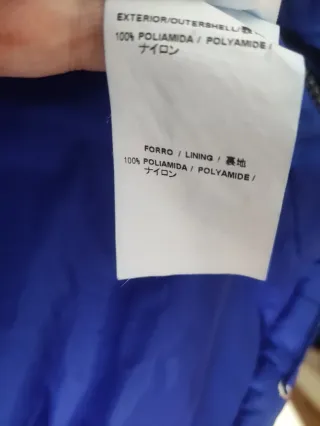 EXTERIOR/OUTERSHELL/
100% POLIAMIDA / POLYAMIDE /
ナイロン
FORRO / LINING / 裏地
100% POLIAMIDA / POLYAMIDE /
ナイロン